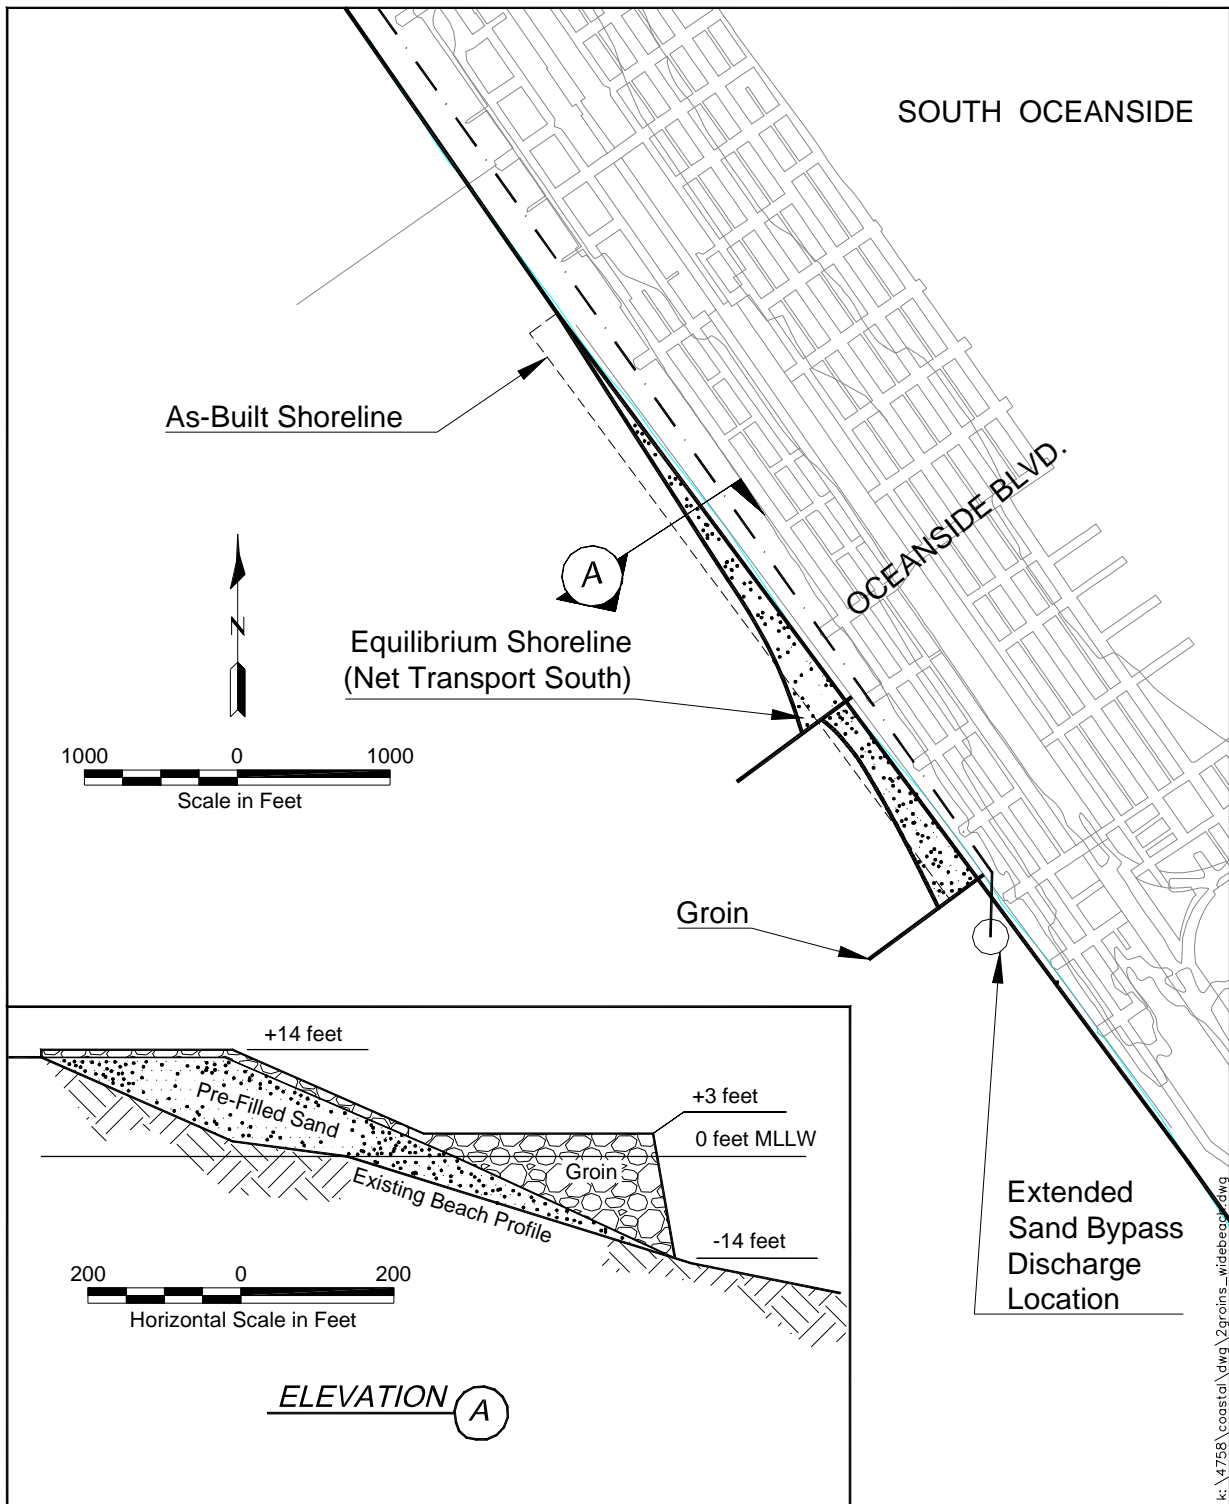 SOUTH OCEANSIDE
As-Built Shoreline
OCEANSIDE BLVD.
A
Equilibrium Shoreline
(Net Transport South)
N
1000 0 1000
Scale in Feet
Groin
+14 feet
Pre-Filled Sand
+3 feet
0 feet MLLW
Groin
Existing Beach Profile
-14 feet
200 0 200
Horizontal Scale in Feet
ELEVATION A
Extended
Sand Bypass
Discharge
Location
k:\4758\coastal\dwg\2groins_widebeach.dwg